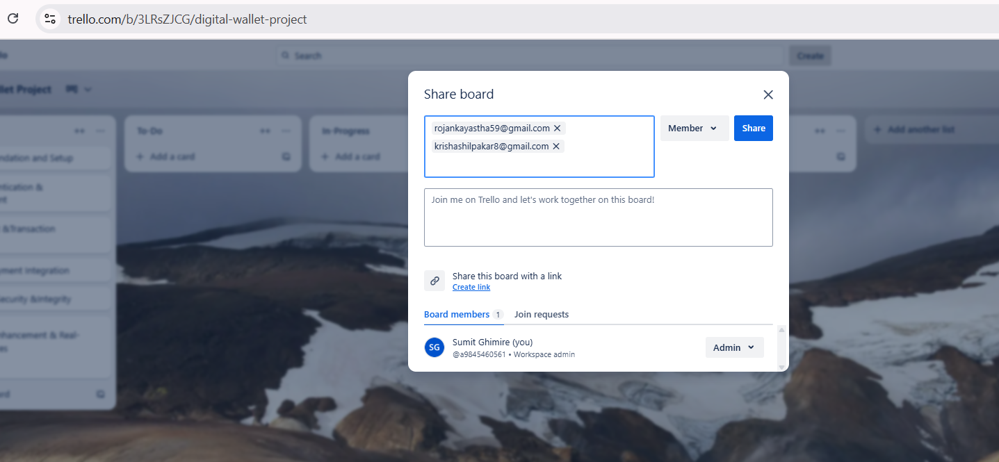 trello.com/b/3LRsZJCG/digital-wallet-project
lo
Search
Create
llet Project
Share board
rojankayastha59@gmail.com
krishashilpakar8@gmail.com
Member
Share
Join me on Trello and let's work together on this board!
Share this board with a link
Create link
Board members 1
Join requests
Sumit Ghimire (you)
@a9845460561 • Workspace admin
SG
Admin
ndation and Setup
ntication &
nt
&Transaction
yment Integration
ecurity &Integrity
nhancement & Real-
es
rd
To-Do
Add a card
In-Progress
Add a card
Add another list